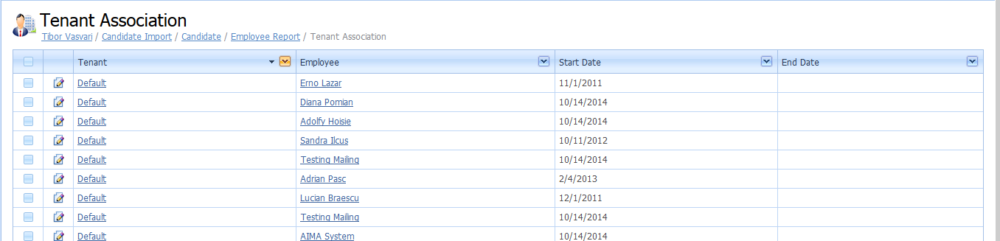 Tenant Association
Tibor Vasvari / Candidate Import / Candidate / Employee Report / Tenant Association
Tenant Employee Start Date End Date
Default Erno Lazar 11/1/2011
Default Diana Pomian 10/14/2014
Default Adolfy Hoisie 10/14/2014
Default Sandra Ilcus 10/11/2012
Default Testing Mailing 10/14/2014
Default Adrian Pasc 2/4/2013
Default Lucian Braescu 12/1/2011
Default Testing Mailing 10/14/2014
Default AIMA System 10/14/2014